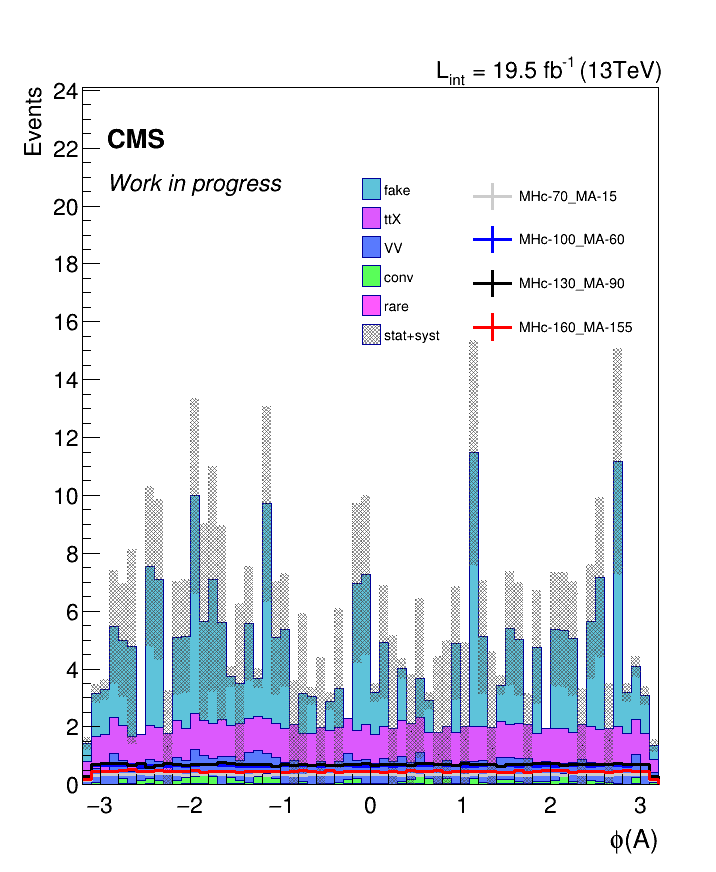 L_int = 19.5 fb^-1 (13TeV)
Events
CMS
Work in progress
fake
ttX
VV
conv
rare
stat+syst
MHc-70_MA-15
MHc-100_MA-60
MHc-130_MA-90
MHc-160_MA-155
24
22
20
18
16
14
12
10
8
6
4
2
0
−3 −2 −1 0 1 2 3
ϕ(A)